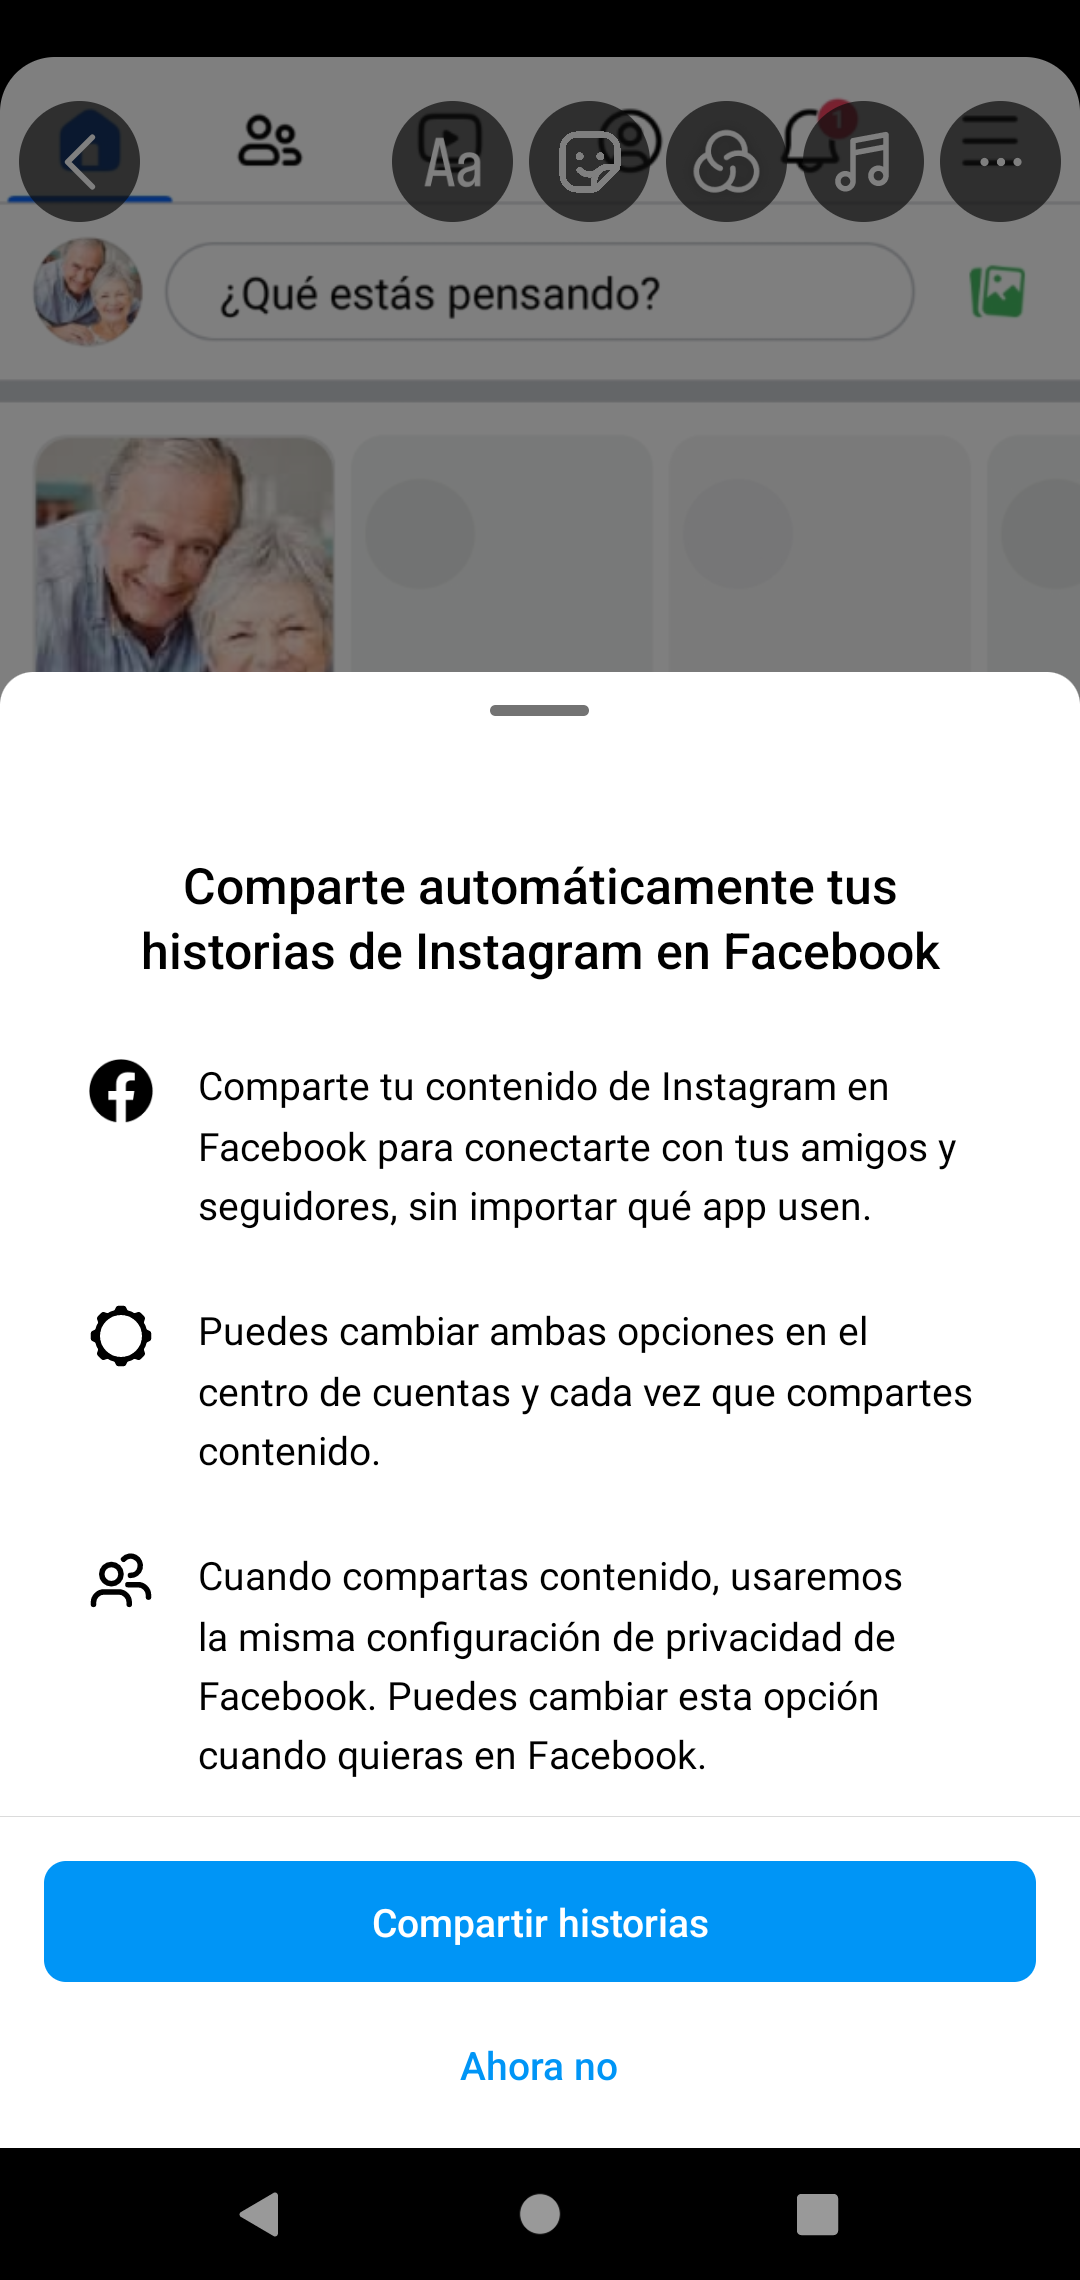 Aa
1
¿Qué estás pensando?
Comparte automáticamente tus
historias de Instagram en Facebook
Comparte tu contenido de Instagram en
Facebook para conectarte con tus amigos y
seguidores, sin importar qué app usen.
Puedes cambiar ambas opciones en el
centro de cuentas y cada vez que compartes
contenido.
Cuando compartas contenido, usaremos
la misma configuración de privacidad de
Facebook. Puedes cambiar esta opción
cuando quieras en Facebook.
Compartir historias
Ahora no